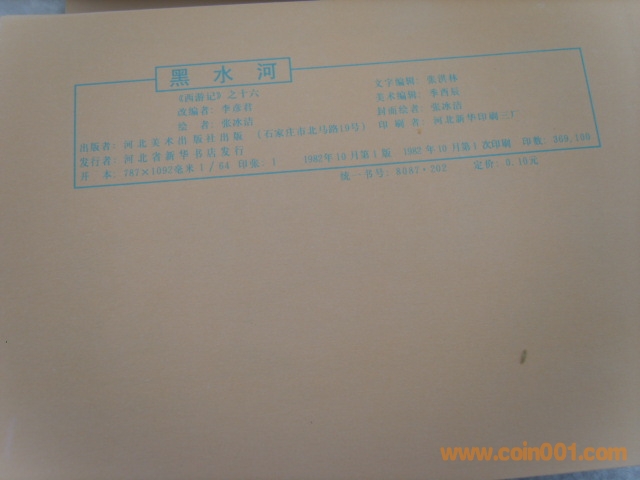 黑水河
《西游记》之十六
改编者：李彦君
绘 者：张冰洁
文字编辑：张洪林
美术编辑：李西辰
封面绘者：张冰洁
出版者：河北美术出版社出版 （石家庄市北马路19号） 印刷者：河北新华印刷三厂
发行者：河北省新华书店发行
开 本：787×1092毫米 1/64 印张：1 1982年10月第1版 1982年10月第1次印刷 印数：369,100
统一书号：8087·202 定价：0.10元
www.coin001.com